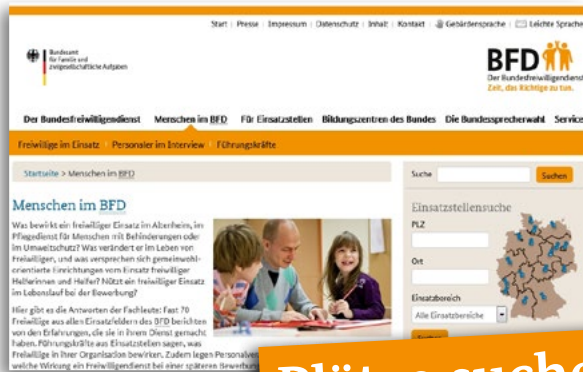 Start | Presse | Impressum | Datenschutz | Inhalt | Kontakt | Gebärdensprache | Leichte Sprache
Bundesamt
für Familie und
zivilgesellschaftliche Aufgaben
BFD
Der Bundesfreiwilligendienst
Zeit, das Richtige zu tun.
Der Bundesfreiwilligendienst Menschen im BFD Für Einsatzstellen Bildungszentren des Bundes Die Bundessprecherwahl Service
Freiwillige im Einsatz | Personaler im Interview | Führungskräfte
Startseite > Menschen im BFD
Suche
Suchen
Menschen im BFD
Was bewirkt ein freiwilliger Einsatz im Altenheim, im
Pflegedienst für Menschen mit Behinderungen oder
im Umweltschutz? Was verändert er im Leben von
Freiwilligen, und was versprechen sich gemeinwohl-
orientierte Einrichtungen vom Einsatz freiwilliger
Helferinnen und Helfer? Nützt ein freiwilliger Einsatz
im Lebenslauf bei der Bewerbung?
Hier gibt es die Antworten der Fachleute: Fast 70
Freiwillige aus allen Einsatzfeldern des BFD berichten
von den Erfahrungen, die sie in ihrem Dienst gemacht
haben. Führungskräfte aus Einsatzstellen sagen, was
Freiwillige in ihrer Organisation bewirken. Zudem legen
welche Wirkung ein Freiwilligendienst bei einer späteren Bewerbung
Einsatzstellensuche
PLZ
Ort
Einsatzbereich
Alle Einsatzbereiche